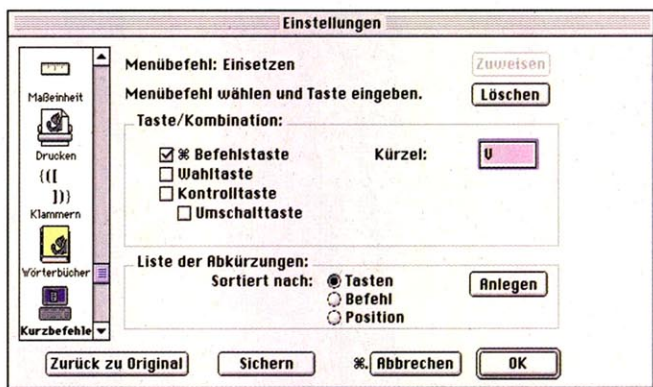 Einstellungen
Maßeinheit
Drucken
{([
])}
Klammern
Wörterbücher
Kurzbefehle
Menübefehl: Einsetzen
Zuweisen
Menübefehl wählen und Taste eingeben.
Löschen
Taste/Kombination:
⌘ Befehlstaste
Kürzel:
V
Wahltaste
Kontrolltaste
Umschalttaste
Liste der Abkürzungen:
Sortiert nach:
Tasten
Anlegen
Befehl
Position
Zurück zu Original
Sichern
⌘. Abbrechen
OK